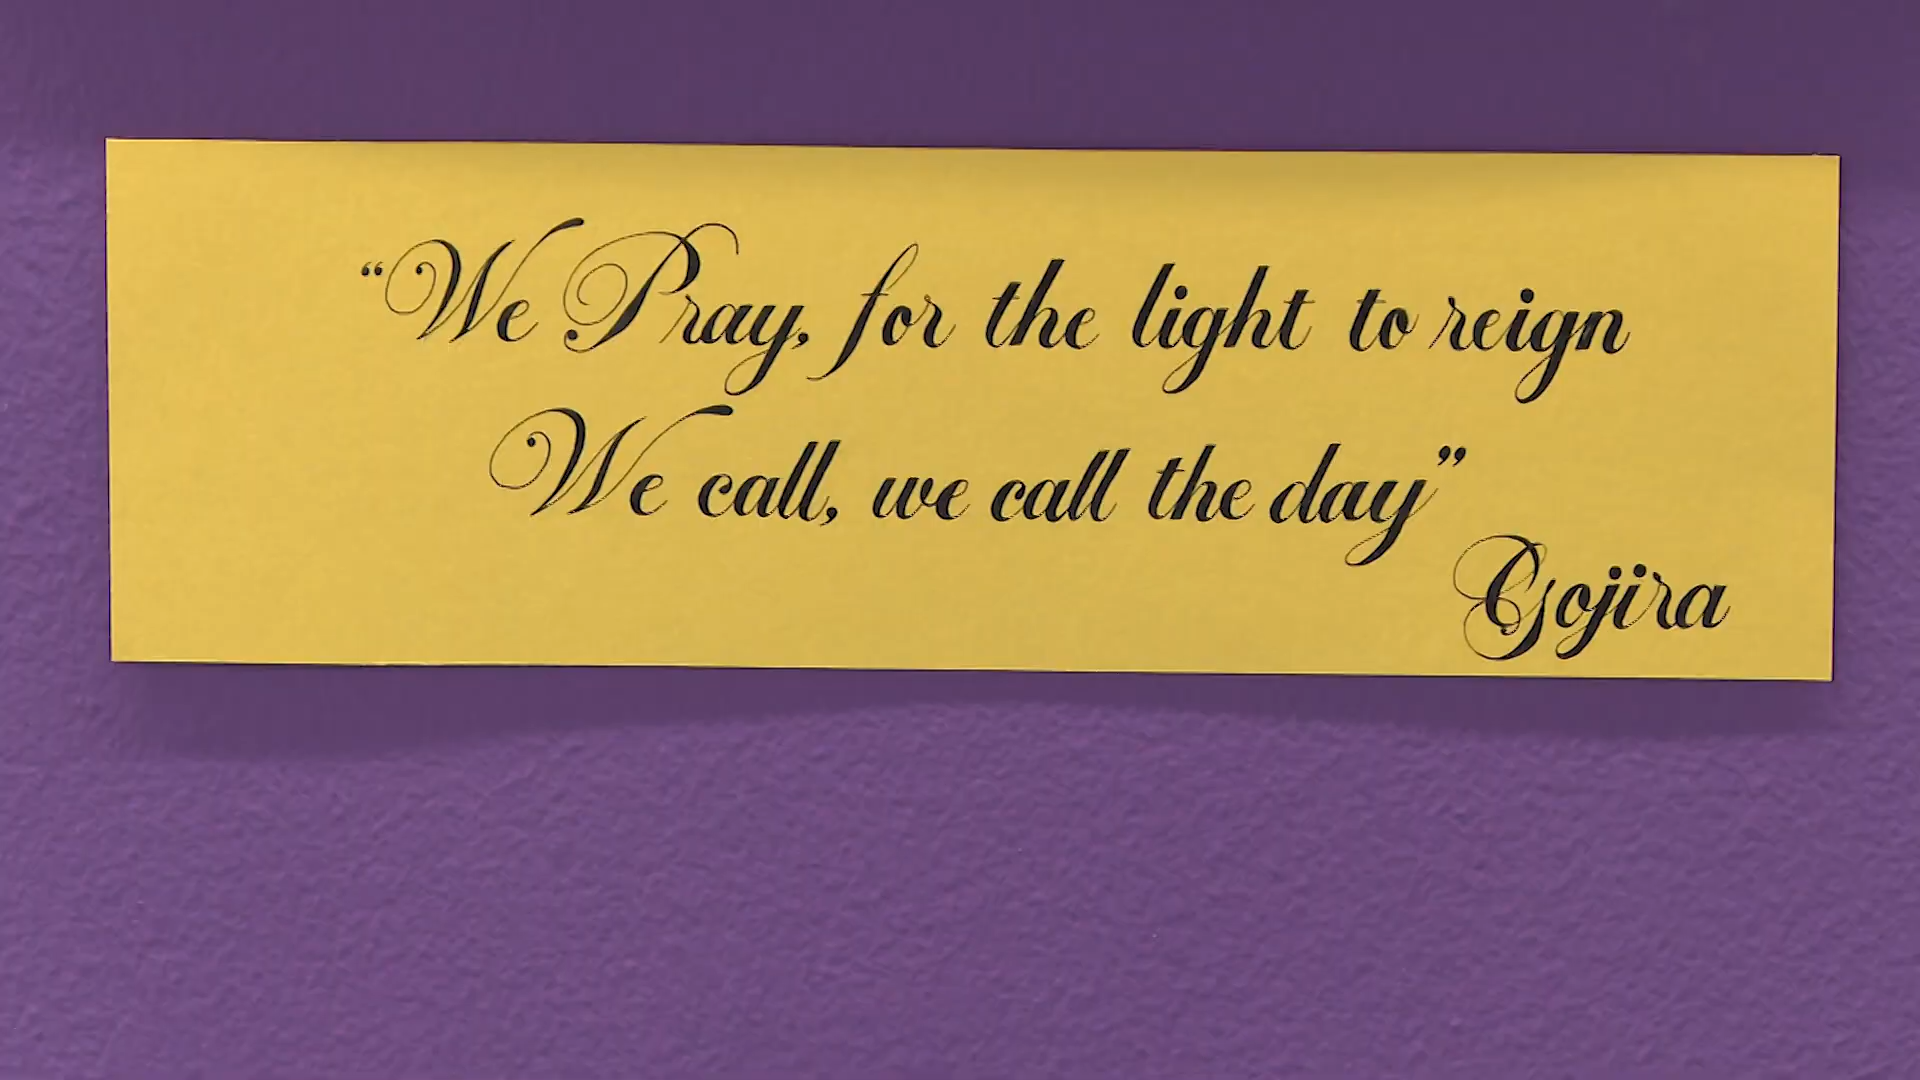 “We Pray, for the light to reign
We call, we call the day”
Gojira